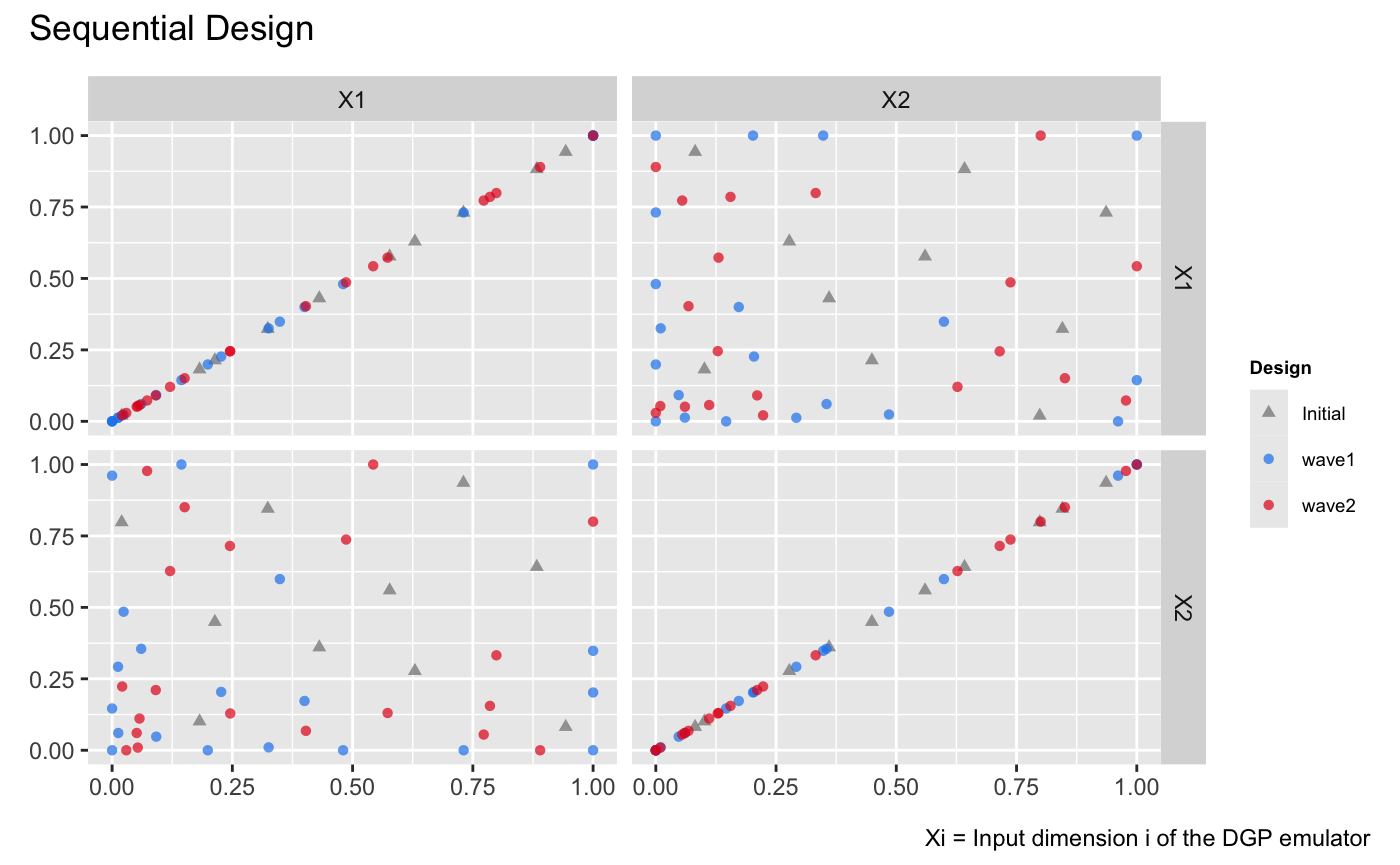 Sequential Design
X1
X2
1.00
0.75
0.50
0.25
0.00
X1
1.00
0.75
0.50
0.25
0.00
X2
0.00 0.25 0.50 0.75 1.00
0.00 0.25 0.50 0.75 1.00
Design
Initial
wave1
wave2
Xi = Input dimension i of the DGP emulator